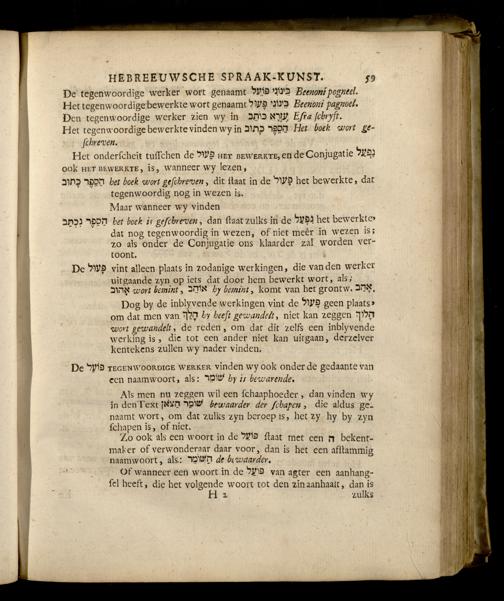 HEBREEUWSCHE SPRAAK-KUNST. 59
De tegenwoordige werker wort genaamt בֵּינוֹנִי פּוֹעֵל Beenoni pogneel.
Het tegenwoordige bewerkte wort genaamt בֵּינוֹנִי פָּעוּל Beenoni pagnoel.
Den tegenwoordige werker zien wy in עֶזְרָא כּוֹתֵב Esra schryft.
Het tegenwoordige bewerkte vinden wy in הַסֵּפֶר כָּתוּב Het boek wort ge-
schreven.
Het onderscheit tusschen de פָּעוּל HET BEWERKTE, en de Conjugatie נִפְעַל
ook HET BEWERKTE, is, wanneer wy lezen,
הַסֵּפֶר כָּתוּב het boek wort geschreven, dit staat in de פָּעוּל het bewerkte, dat
tegenwoordig nog in wezen is.
Maar wanneer wy vinden
הַסֵּפֶר נִכְתָּב het boek is geschreven, dan staat zulks in de נִפְעַל het bewerkte,
dat nog tegenwoordig in wezen, of niet meêr in wezen is;
zo als onder de Conjugatie ons klaarder zal worden ver-
toont.
De פָּעוּל vint alleen plaats in zodanige werkingen, die van den werker
uitgaande zyn op iets dat door hem bewerkt wort, als;
אָהוּב wort bemint, אוֹהֵב hy bemint, komt van het grontw. אָהַב.
Dog by de inblyvende werkingen vint de פָּעוּל geen plaats,
om dat men van הָלַךְ hy heeft gewandelt, niet kan zeggen הָלוּךְ
wort gewandelt, de reden, om dat dit zelfs een inblyvende
werking is, die tot een ander niet kan uitgaan, derzelver
kentekens zullen wy nader vinden.
De פּוֹעֵל TEGENWOORDIGE WERKER vinden wy ook onder de gedaante van
een naamwoort, als: שׁוֹמֵר hy is bewarende.
Als men nu zeggen wil een schaaphoeder, dan vinden wy
in den Text שׁוֹמֵר הַצֹּאן bewaarder der schapen, die aldus ge-
naamt wort, om dat zulks zyn beroep is, het zy hy by zyn
schapen is, of niet.
Zo ook als een woort in de פּוֹעֵל staat met een ה bekent-
maker of verwonderaar daar voor, dan is het een afstammig
naamwoort, als: הַשּׁוֹמֵר de bewaarder.
Of wanneer een woort in de פּוֹעֵל van agter een aanhang-
sel heeft, die het volgende woort tot den zin aanhaalt, dan is
H 2 zulks